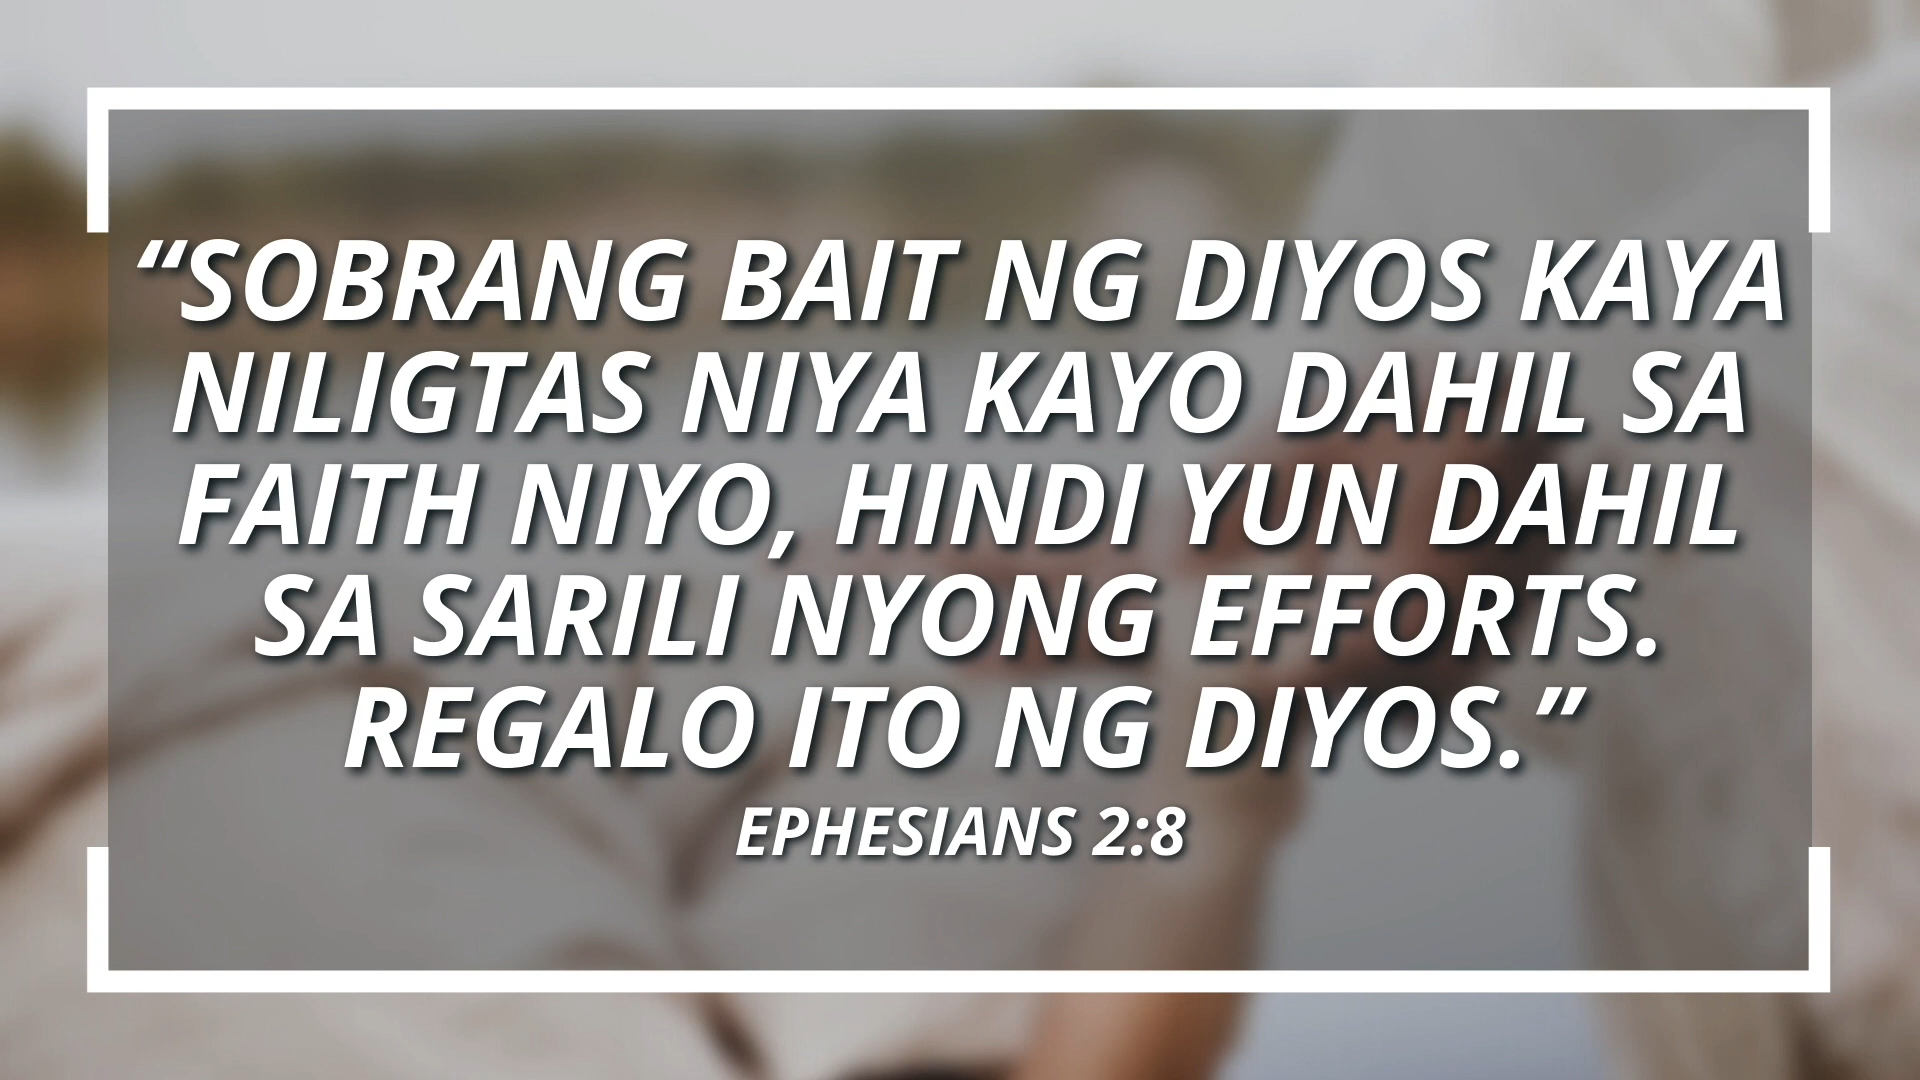 “SOBRANG BAIT NG DIYOS KAYA
NILIGTAS NIYA KAYO DAHIL SA
FAITH NIYO, HINDI YUN DAHIL
SA SARILI NYONG EFFORTS.
REGALO ITO NG DIYOS.”
EPHESIANS 2:8